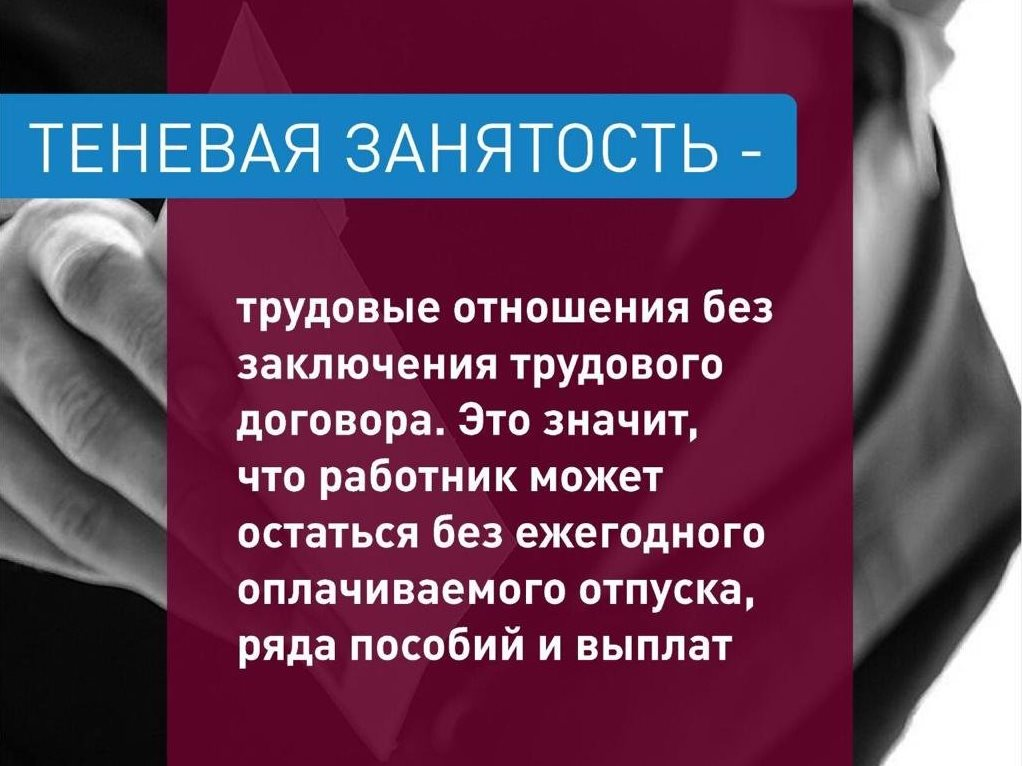 ТЕНЕВАЯ ЗАНЯТОСТЬ -
трудовые отношения без
заключения трудового
договора. Это значит,
что работник может
остаться без ежегодного
оплачиваемого отпуска,
ряда пособий и выплат